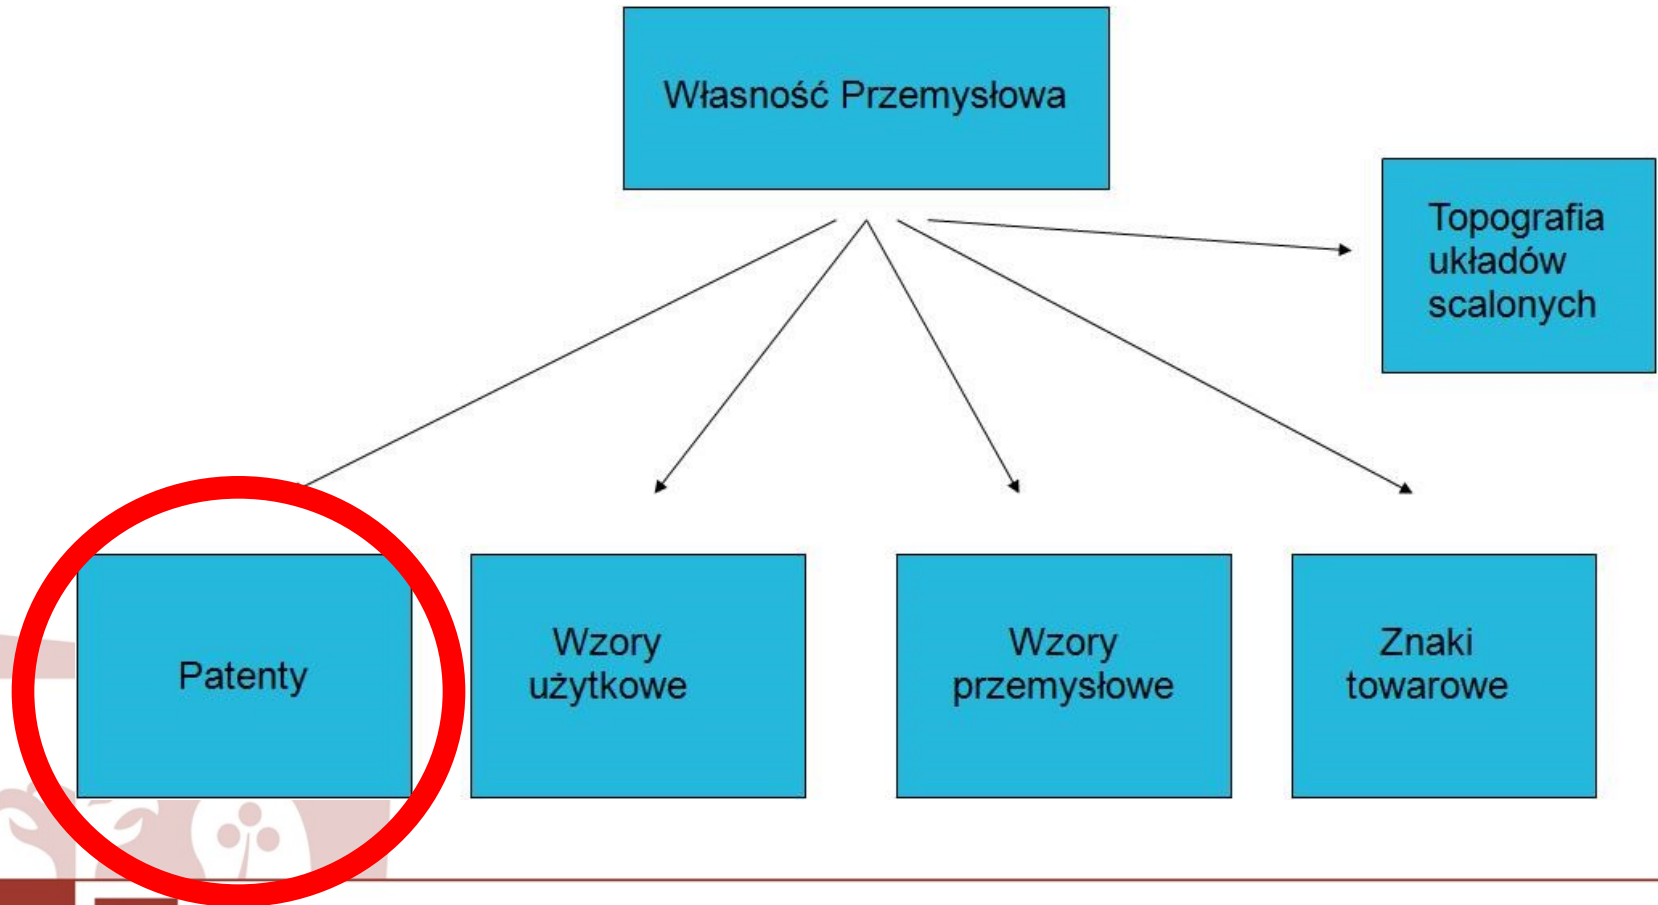 Własność Przemysłowa
Topografia
układów
scalonych
Patenty
Wzory
użytkowe
Wzory
przemysłowe
Znaki
towarowe